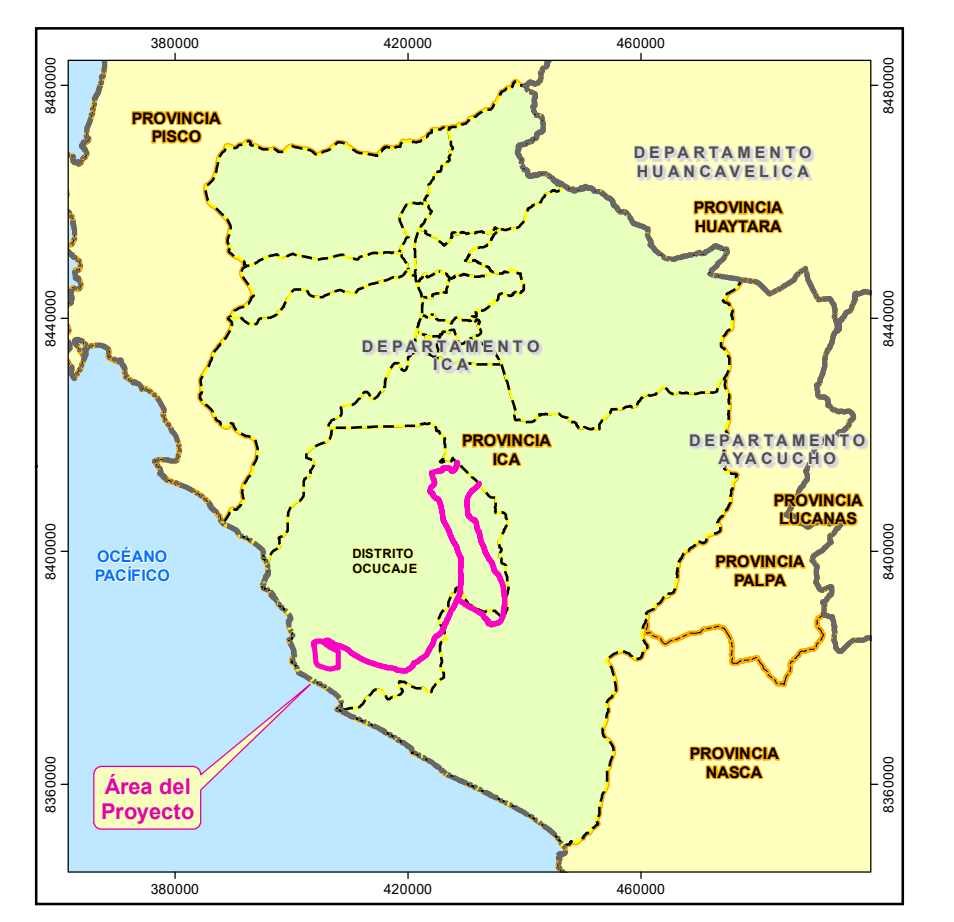 380000
420000
460000
8480000
8480000
PROVINCIA
PISCO
DEPARTAMENTO
HUANCAVELICA
PROVINCIA
HUAYTARA
8440000
8440000
DEPARTAMENTO
ICA
PROVINCIA
ICA
DEPARTAMENTO
AYACUCHO
PROVINCIA
LUCANAS
OCÉANO
PACÍFICO
DISTRITO
OCUCAJE
8400000
8400000
PROVINCIA
PALPA
PROVINCIA
NASCA
Área del
Proyecto
8360000
8360000
380000
420000
460000